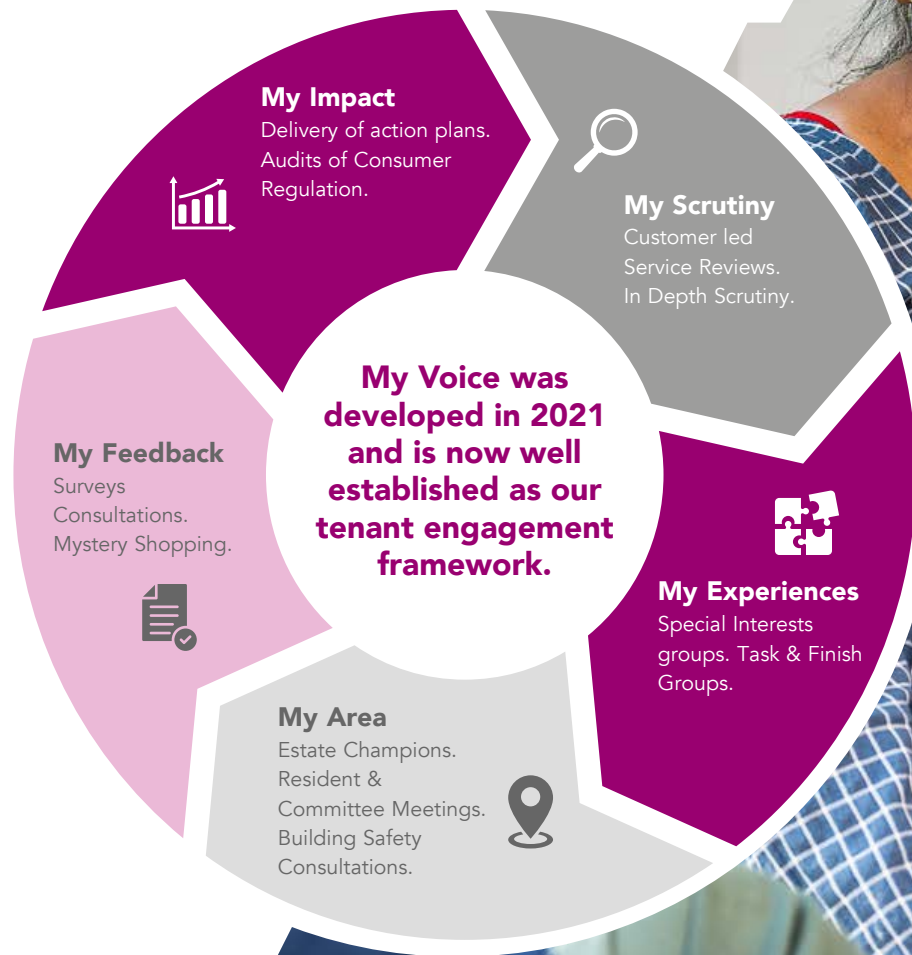 My Impact
Delivery of action plans.
Audits of Consumer
Regulation.
My Scrutiny
Customer led
Service Reviews.
In Depth Scrutiny.
My Experiences
Special Interests
groups. Task & Finish
Groups.
My Area
Estate Champions.
Resident &
Committee Meetings.
Building Safety
Consultations.
My Feedback
Surveys
Consultations.
Mystery Shopping.
My Voice was
developed in 2021
and is now well
established as our
tenant engagement
framework.